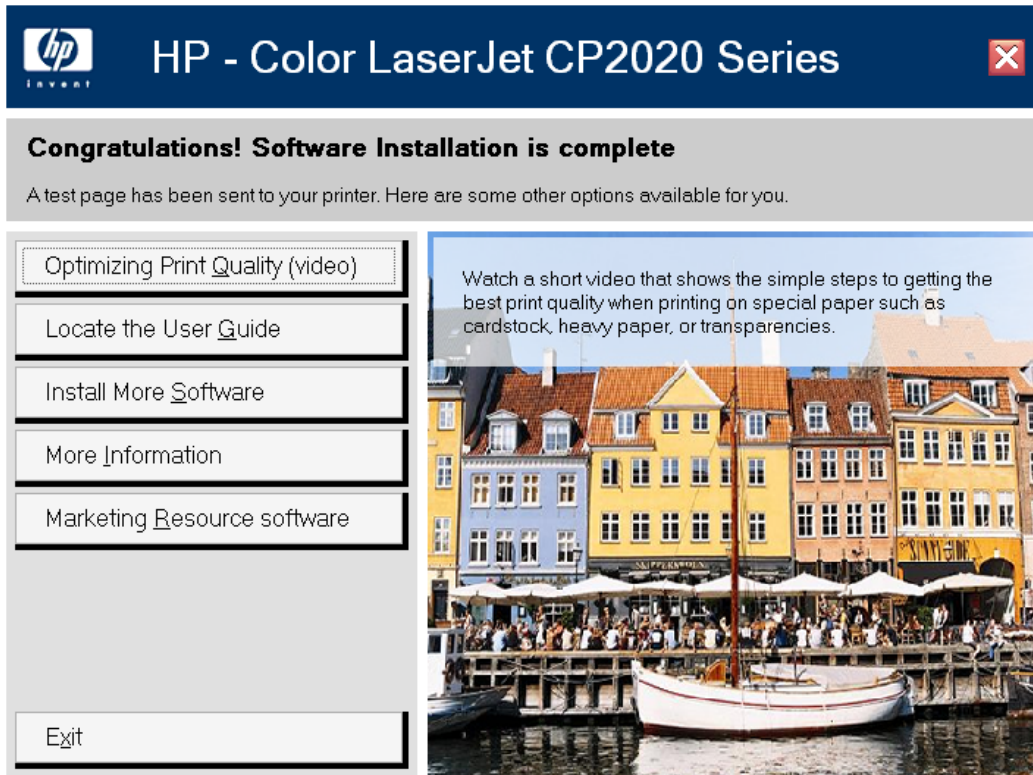 hp
invent
HP - Color LaserJet CP2020 Series
Congratulations! Software Installation is complete
A test page has been sent to your printer. Here are some other options available for you.
Optimizing Print Quality (video)
Locate the User Guide
Install More Software
More Information
Marketing Resource software
Exit
Watch a short video that shows the simple steps to getting the
best print quality when printing on special paper such as
cardstock, heavy paper, or transparencies.